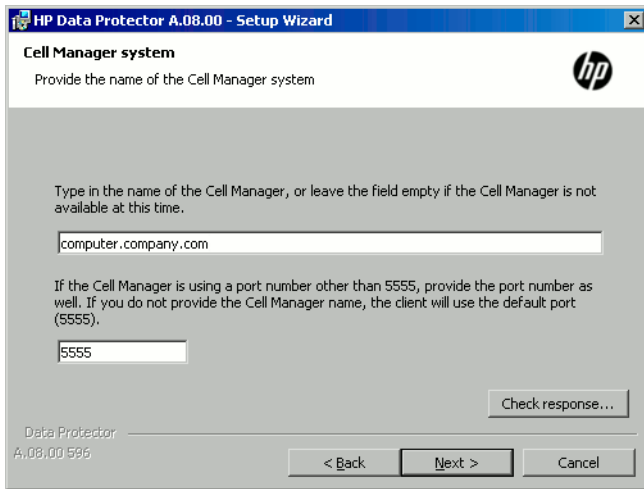 HP Data Protector A.08.00 - Setup Wizard
Cell Manager system
Provide the name of the Cell Manager system
hp
Type in the name of the Cell Manager, or leave the field empty if the Cell Manager is not
available at this time.
computer.company.com
If the Cell Manager is using a port number other than 5555, provide the port number as
well. If you do not provide the Cell Manager name, the client will use the default port
(5555).
5555
Check response...
Data Protector
A.08.00 596
< Back
Next >
Cancel